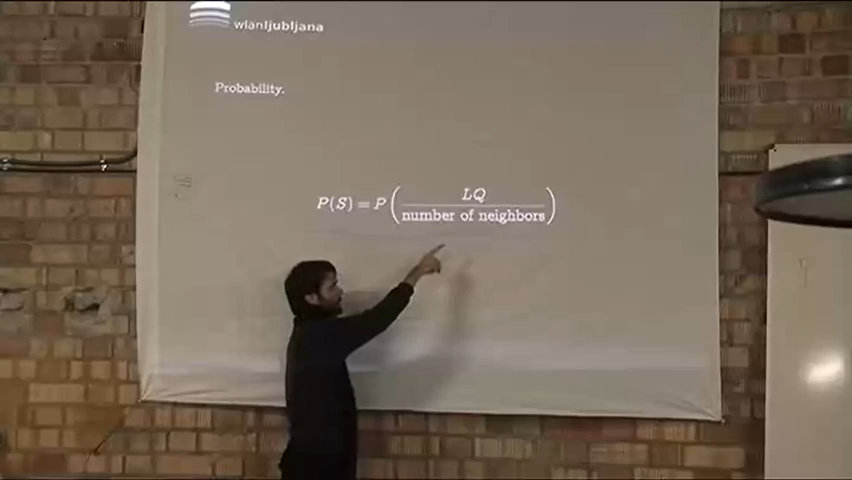 wlanljubljana
Probability.
P(S) = P(LQ / number of neighbors)